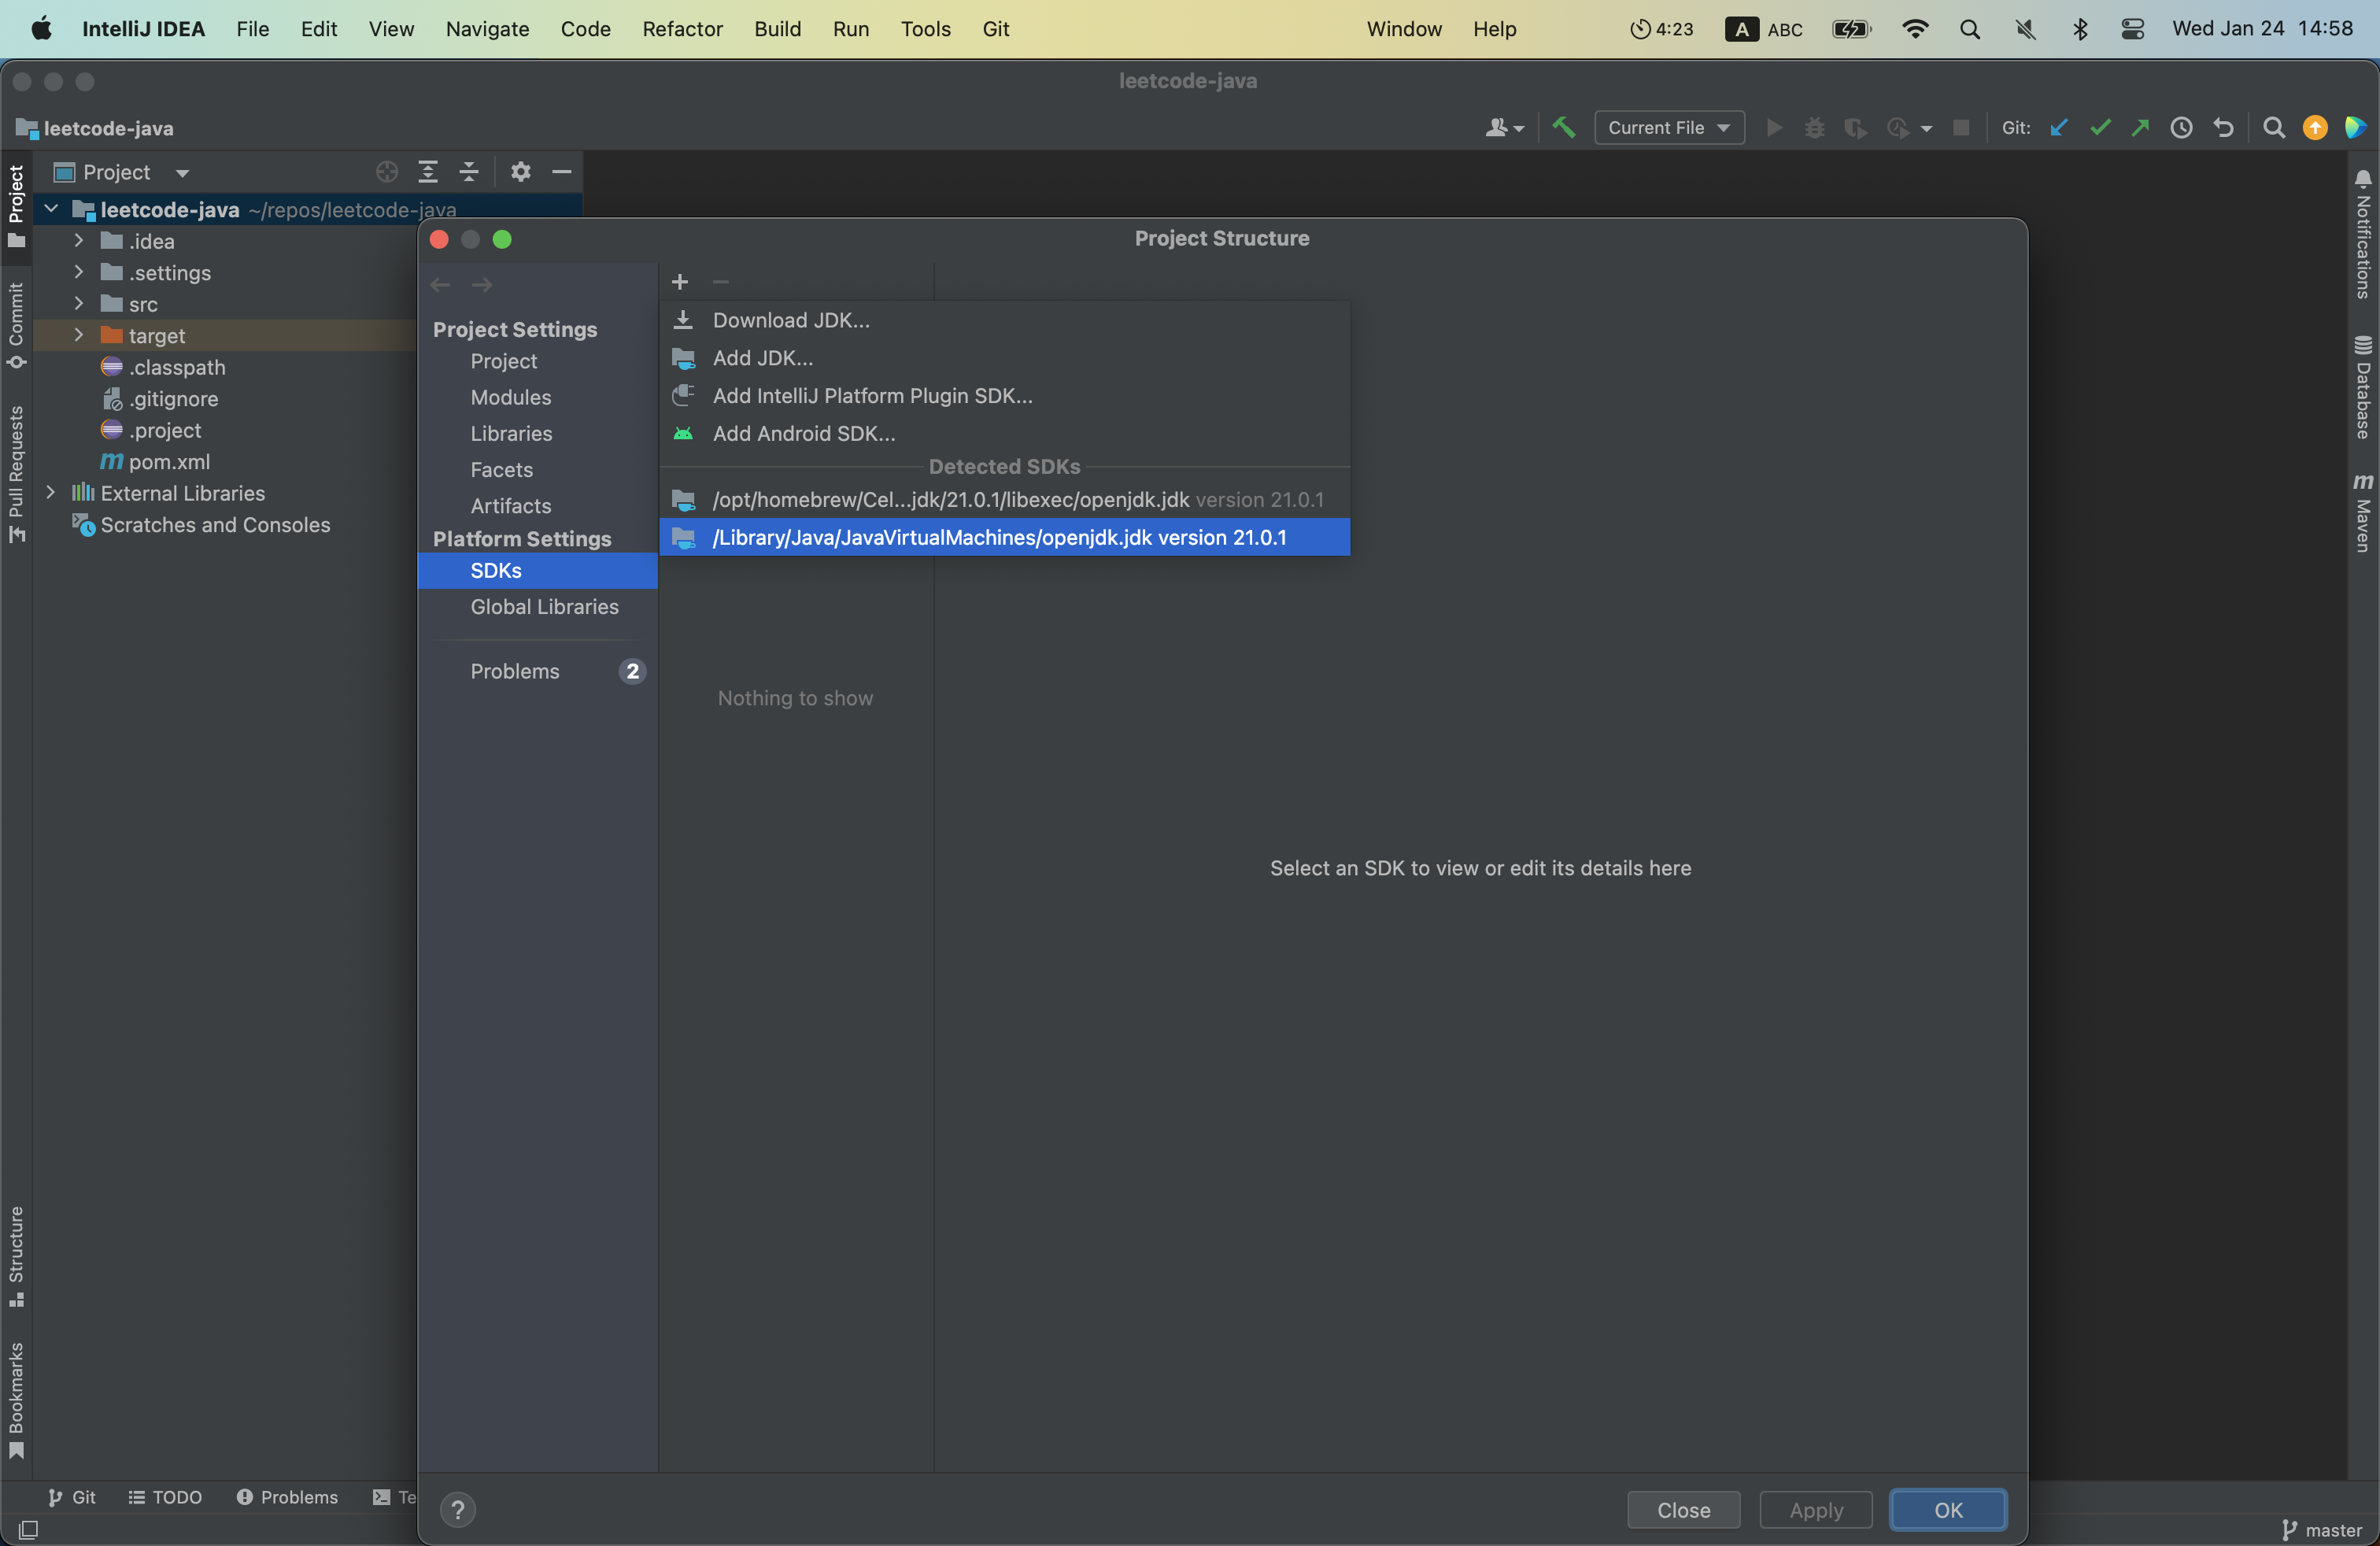 IntelliJ IDEA File Edit View Navigate Code Refactor Build Run Tools Git Window Help 4:23 A ABC Wed Jan 24 14:58
leetcode-java
leetcode-java Current File Git:
Project
leetcode-java ~/repos/leetcode-java
.idea
.settings
src
target
.classpath
.gitignore
.project
pom.xml
External Libraries
Scratches and Consoles
Project
Commit
Pull Requests
Structure
Bookmarks
Project Structure
Project Settings
Project
Modules
Libraries
Facets
Artifacts
Platform Settings
SDKs
Global Libraries
Problems 2
Download JDK...
Add JDK...
Add IntelliJ Platform Plugin SDK...
Add Android SDK...
Detected SDKs
/opt/homebrew/Cel...jdk/21.0.1/libexec/openjdk.jdk version 21.0.1
/Library/Java/JavaVirtualMachines/openjdk.jdk version 21.0.1
Nothing to show
Select an SDK to view or edit its details here
? Close Apply OK
Notifications
Database
m Maven
Git TODO Problems Te
master